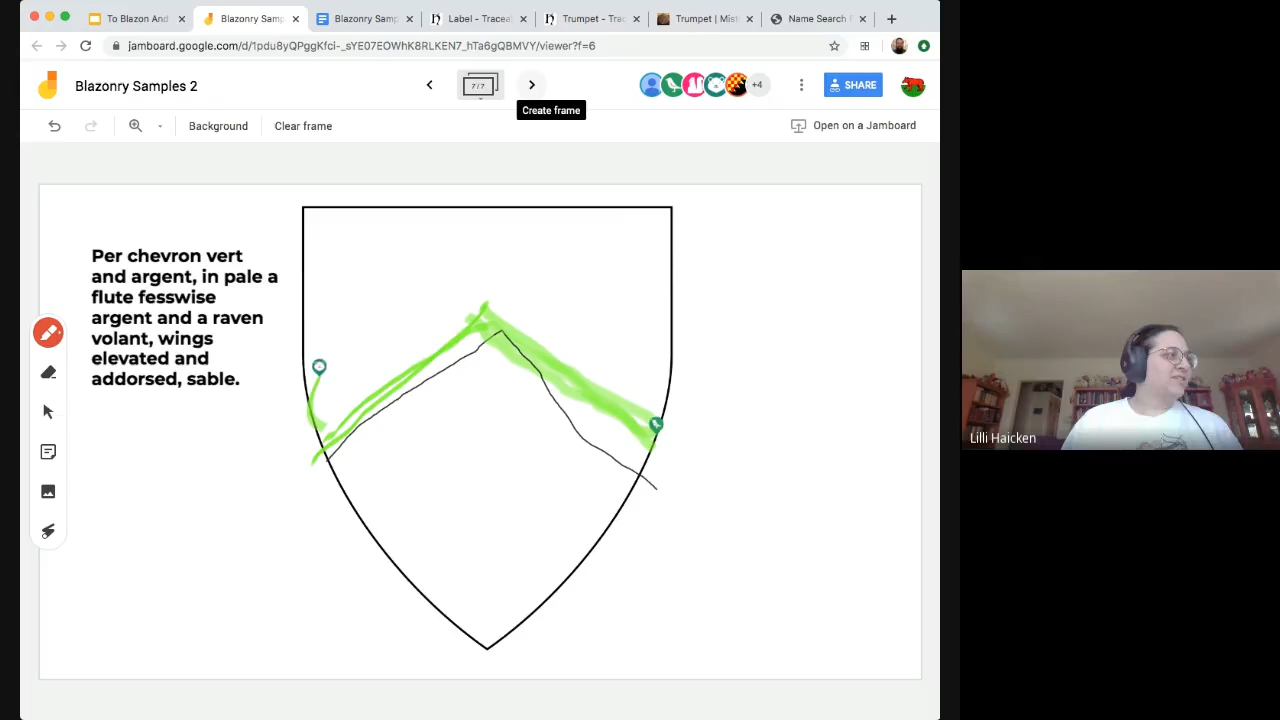 To Blazon And
Blazonry Samp
Blazonry Sam
Label - Tracea
Trumpet - Trac
Trumpet | Mist
Name Search
jamboard.google.com/d/1pdu8yQPggKfci-_sYE07EOWhK8RLKEN7_hTa6gQBMVY/viewer?f=6
Blazonry Samples 2
7 / 7
+4
SHARE
Create frame
Background
Clear frame
Open on a Jamboard
Per chevron vert
and argent, in pale a
flute fesswise
argent and a raven
volant, wings
elevated and
addorsed, sable.
Lilli Haicken